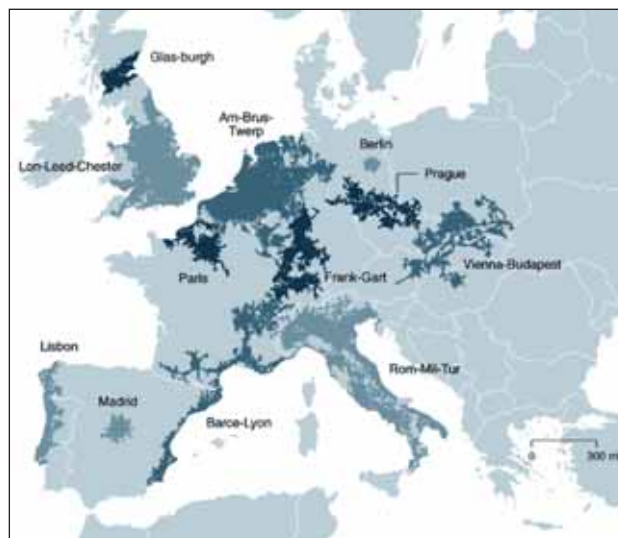 Glas-burgh
Am-Brus-
Twerp
Berlin
Lon-Leed-Chester
Prague
Paris
Frank-Gart
Vienna-Budapest
Lisbon
Rom-Mil-Tur
Madrid
Barce-Lyon
0
300 m